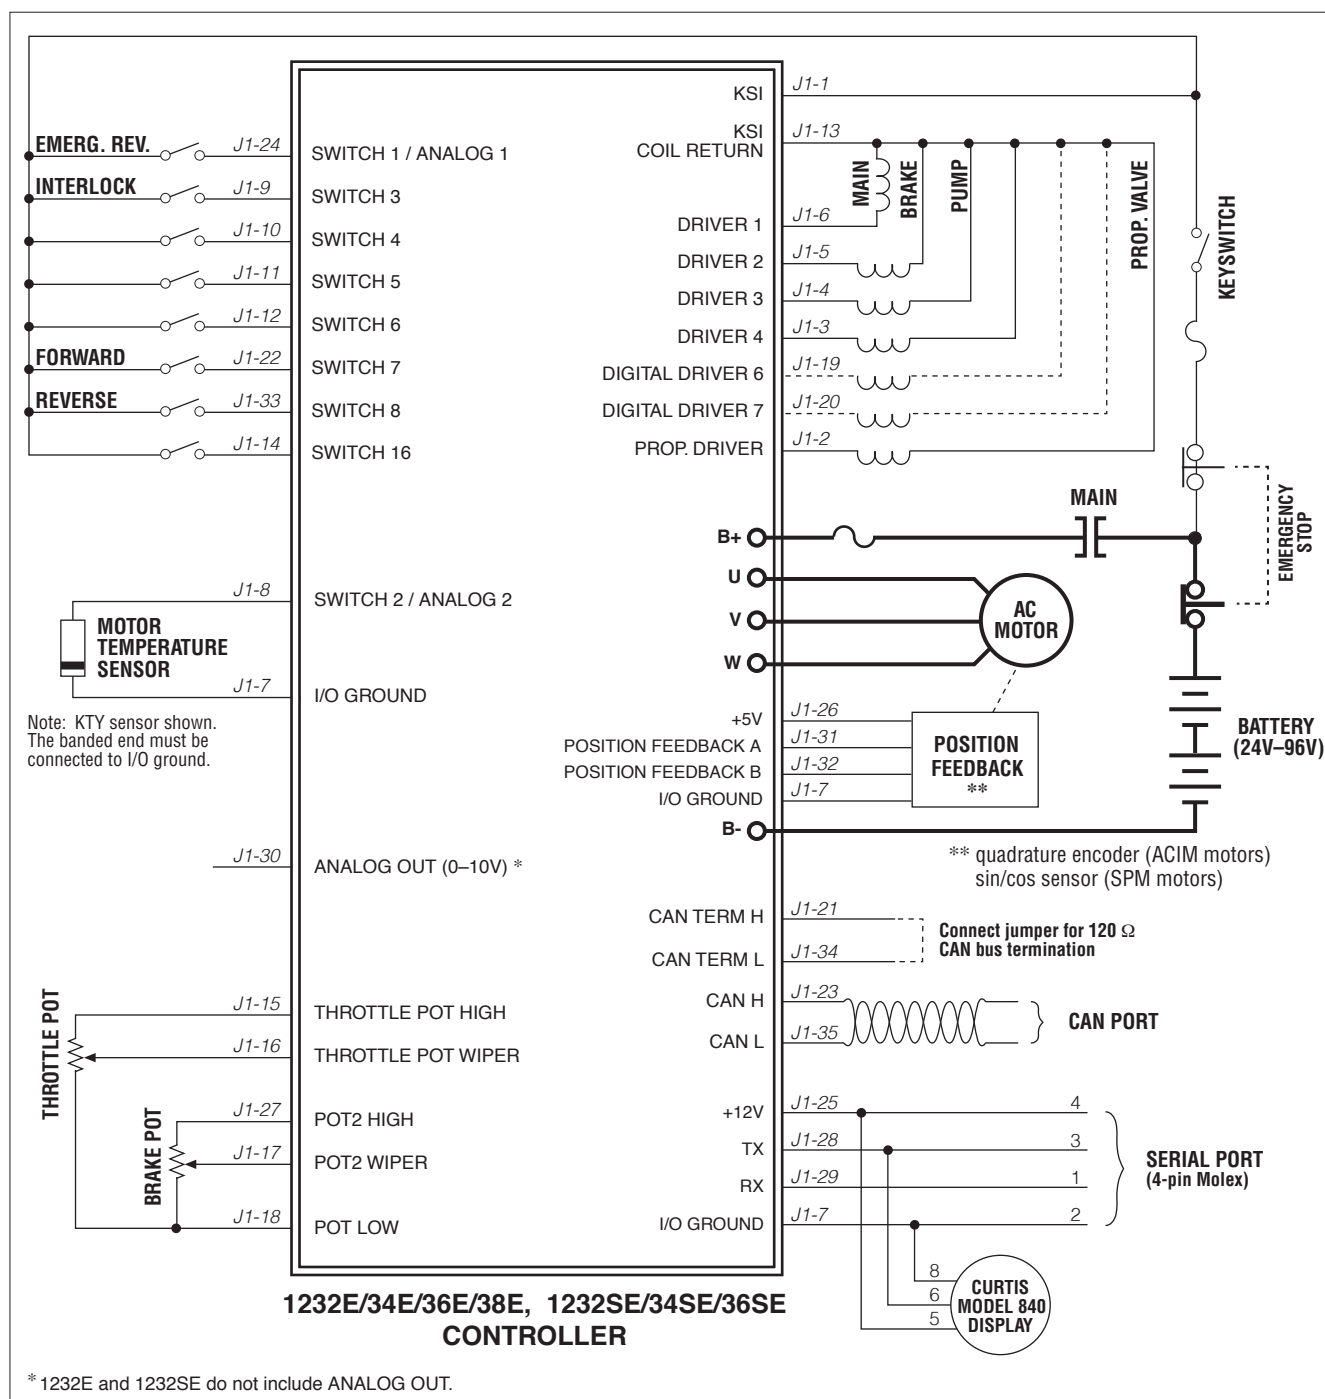 KSI
J1-1
KSI
COIL RETURN
J1-13
EMERG. REV.
J1-24
SWITCH 1 / ANALOG 1
INTERLOCK
J1-9
SWITCH 3
J1-10
SWITCH 4
J1-11
SWITCH 5
J1-12
SWITCH 6
FORWARD
J1-22
SWITCH 7
REVERSE
J1-33
SWITCH 8
J1-14
SWITCH 16
MAIN
BRAKE
PUMP
PROP. VALVE
KEYSWITCH
DRIVER 1
J1-6
DRIVER 2
J1-5
DRIVER 3
J1-4
DRIVER 4
J1-3
DIGITAL DRIVER 6
J1-19
DIGITAL DRIVER 7
J1-20
PROP. DRIVER
J1-2
EMERGENCY
STOP
MAIN
B+
U
V
W
AC
MOTOR
J1-8
SWITCH 2 / ANALOG 2
MOTOR
TEMPERATURE
SENSOR
J1-7
I/O GROUND
Note: KTY sensor shown.
The banded end must be
connected to I/O ground.
+5V
J1-26
POSITION FEEDBACK A
J1-31
POSITION FEEDBACK B
J1-32
I/O GROUND
J1-7
POSITION
FEEDBACK
**
BATTERY
(24V–96V)
B-
** quadrature encoder (ACIM motors)
sin/cos sensor (SPM motors)
J1-30
ANALOG OUT (0–10V) *
CAN TERM H
J1-21
CAN TERM L
J1-34
Connect jumper for 120 Ω
CAN bus termination
CAN H
J1-23
CAN L
J1-35
CAN PORT
THROTTLE POT
J1-15
THROTTLE POT HIGH
J1-16
THROTTLE POT WIPER
BRAKE POT
J1-27
POT2 HIGH
J1-17
POT2 WIPER
J1-18
POT LOW
+12V
J1-25
4
TX
J1-28
3
RX
J1-29
1
I/O GROUND
J1-7
2
SERIAL PORT
(4-pin Molex)
8
6
5
CURTIS
MODEL 840
DISPLAY
1232E/34E/36E/38E, 1232SE/34SE/36SE
CONTROLLER
* 1232E and 1232SE do not include ANALOG OUT.